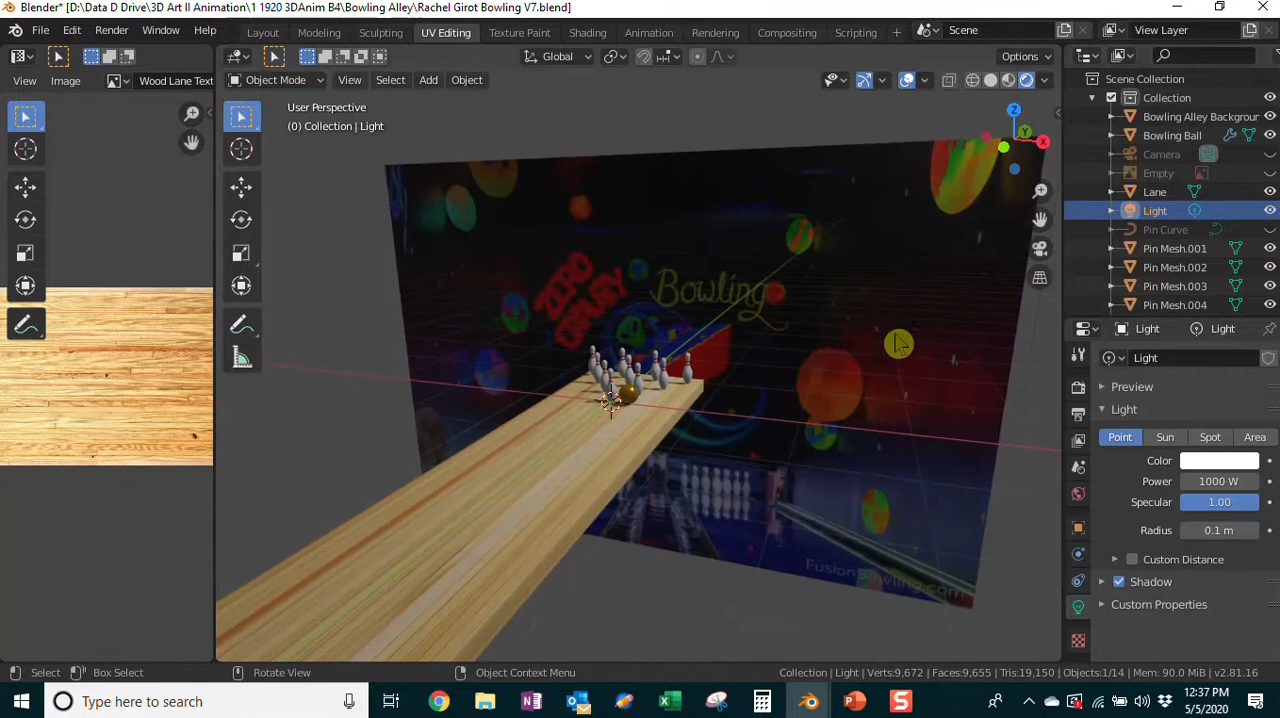 Blender* [D:\Data D Drive\3D Art II Animation\1 1920 3DAnim B4\Bowling Alley\Rachel Girot Bowling V7.blend]
File Edit Render Window Help Layout Modeling Sculpting UV Editing Texture Paint Shading Animation Rendering Compositing Scripting + Scene View Layer
Global Options
View Image Wood Lane Text Object Mode View Select Add Object
Scene Collection
Collection
Bowling Alley Backgroun
Bowling Ball
Camera
Empty
Lane
Light
Pin Curve
Pin Mesh.001
Pin Mesh.002
Pin Mesh.003
Pin Mesh.004
User Perspective
(0) Collection | Light
Z
Y
X
ZERO
GRAVITY
Bowling
FusionBowling.com
Light Light
Light
Preview
Light
Point Sun Spot Area
Color
Power 1000 W
Specular 1.00
Radius 0.1 m
Custom Distance
Shadow
Custom Properties
Select Box Select Rotate View Object Context Menu Collection | Light | Verts:9,672 | Faces:9,655 | Tris:19,150 | Objects:1/14 | Mem: 90.0 MiB | v2.81.16
Type here to search
12:37 PM
5/5/2020